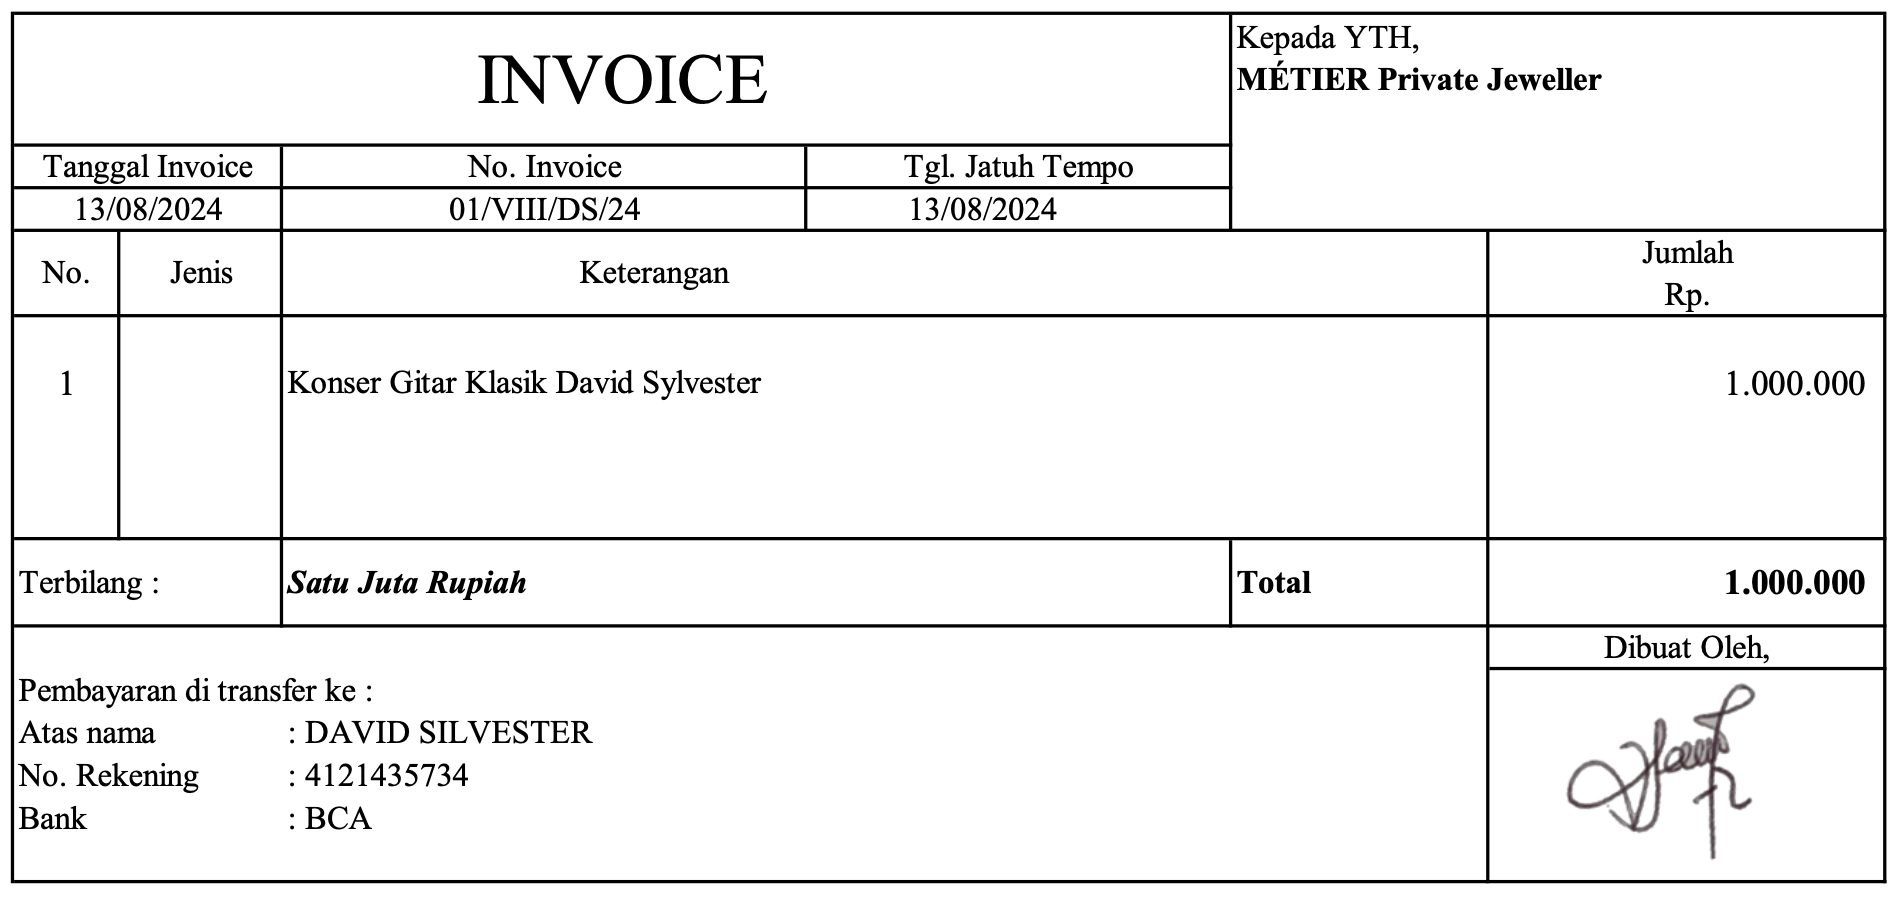 INVOICE
Kepada YTH,
MÉTIER Private Jeweller
Tanggal Invoice No. Invoice Tgl. Jatuh Tempo
13/08/2024 01/VIII/DS/24 13/08/2024
No. Jenis Keterangan Jumlah
Rp.
1 Konser Gitar Klasik David Sylvester 1.000.000
Terbilang : Satu Juta Rupiah Total 1.000.000
Dibuat Oleh,
Pembayaran di transfer ke :
Atas nama : DAVID SILVESTER
No. Rekening : 4121435734
Bank : BCA